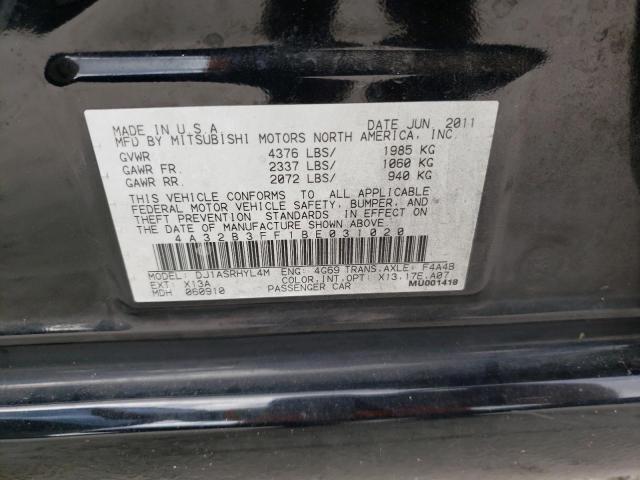 MADE IN U.S.A. DATE JUN. 2011
MFD BY MITSUBISHI MOTORS NORTH AMERICA, INC.
GVWR 4376 LBS/ 1985 KG
GAWR FR. 2337 LBS/ 1060 KG
GAWR RR. 2072 LBS/ 940 KG
THIS VEHICLE CONFORMS TO ALL APPLICABLE
FEDERAL MOTOR VEHICLE SAFETY, BUMPER, AND
THEFT PREVENTION STANDARDS IN EFFECT ON
THE DATE OF MANUFACTURE SHOWN ABOVE.
4A32B3FF1BE031020
MODEL: DJ1ASRHYL4M ENG: 4G69 TRANS.AXLE: F4A4B
EXT: X13A COLOR,INT.OPT: X13.17E.A07
MDH 060910 PASSENGER CAR MU001418